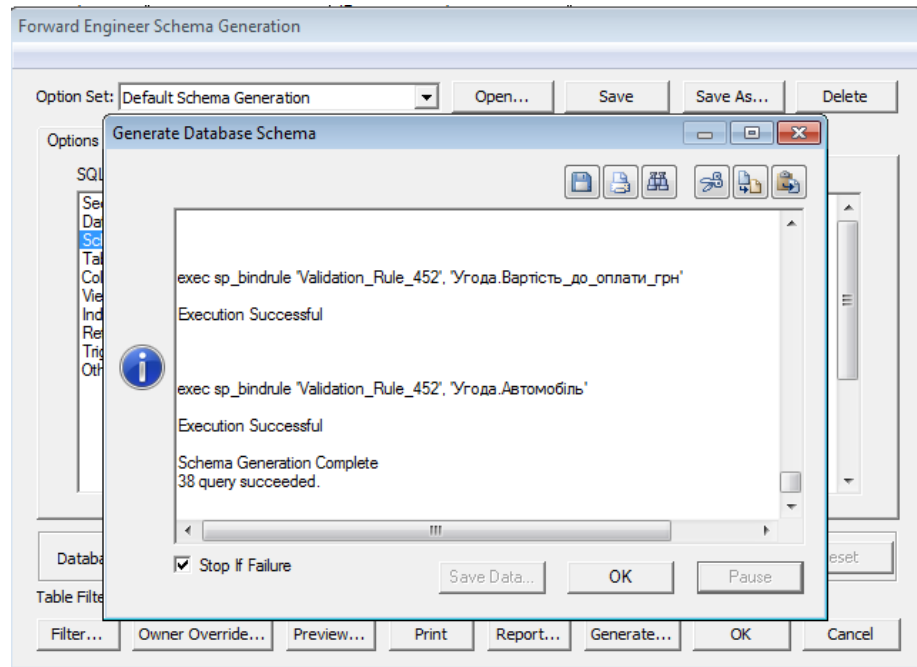 Forward Engineer Schema Generation
Option Set: Default Schema Generation Open... Save Save As... Delete
Options
Generate Database Schema
SQL
exec sp_bindrule 'Validation_Rule_452', 'Угода.Вартість_до_оплати_грн'
Execution Successful
exec sp_bindrule 'Validation_Rule_452', 'Угода.Автомобіль'
Execution Successful
Schema Generation Complete
38 query succeeded.
Stop If Failure
Save Data... OK Pause
Table Filte
Filter... Owner Override... Preview... Print Report... Generate... OK Cancel